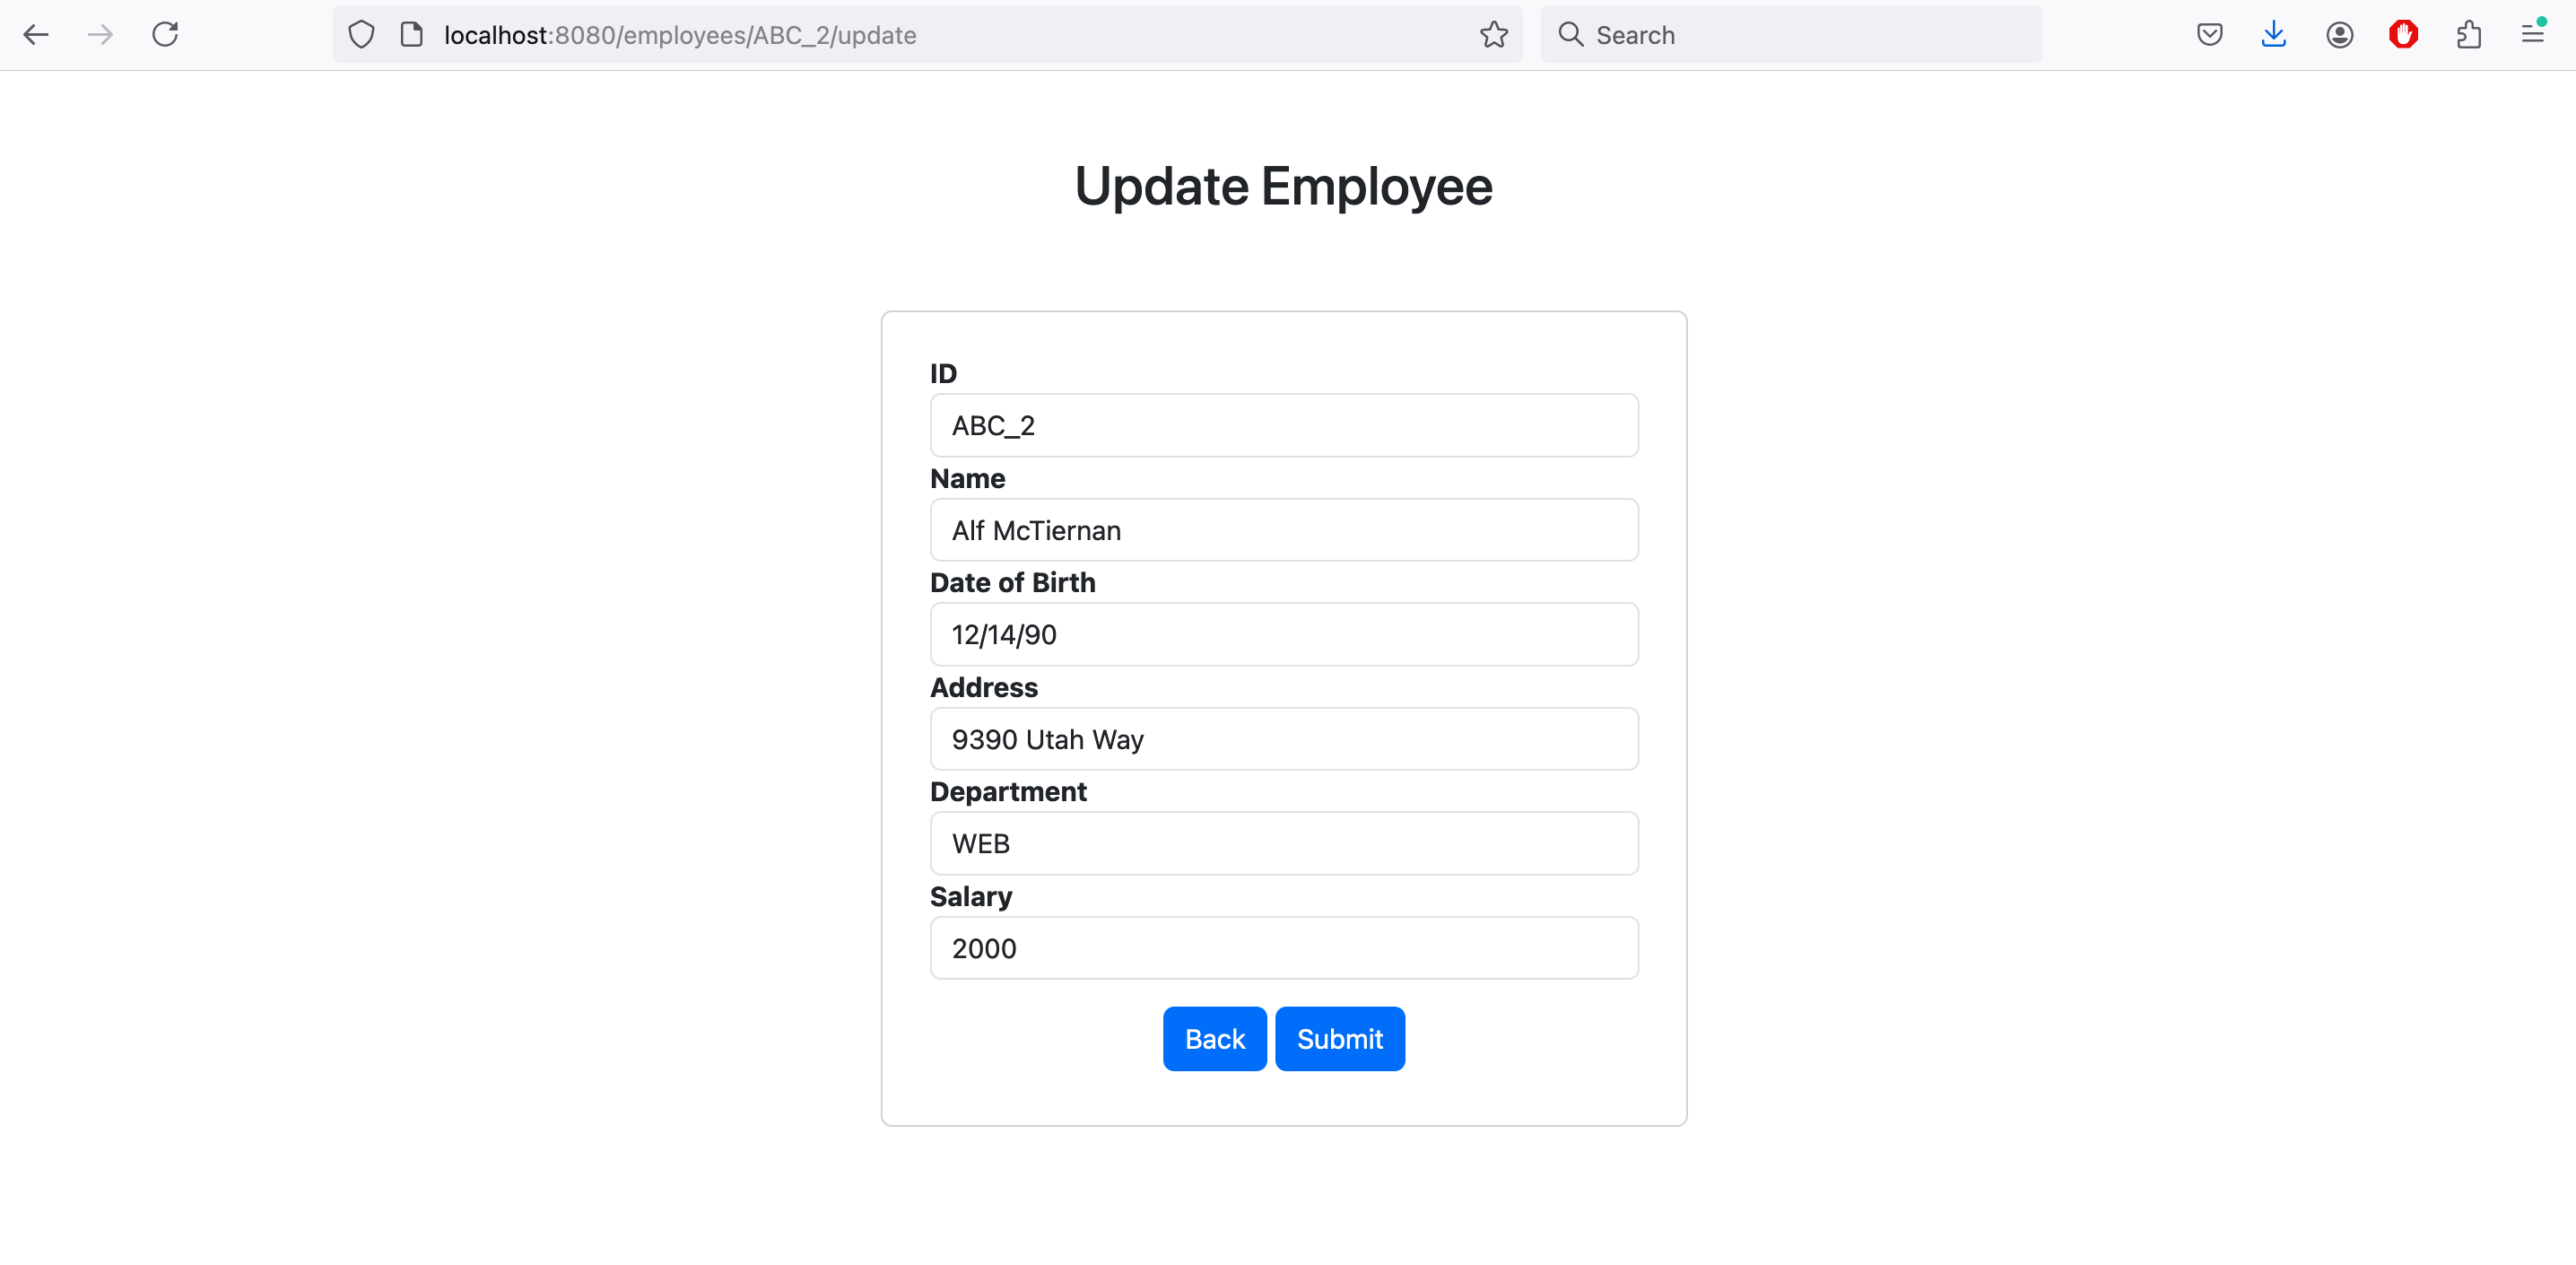 localhost:8080/employees/ABC_2/update
Search
Update Employee
ID
ABC_2
Name
Alf McTiernan
Date of Birth
12/14/90
Address
9390 Utah Way
Department
WEB
Salary
2000
Back Submit